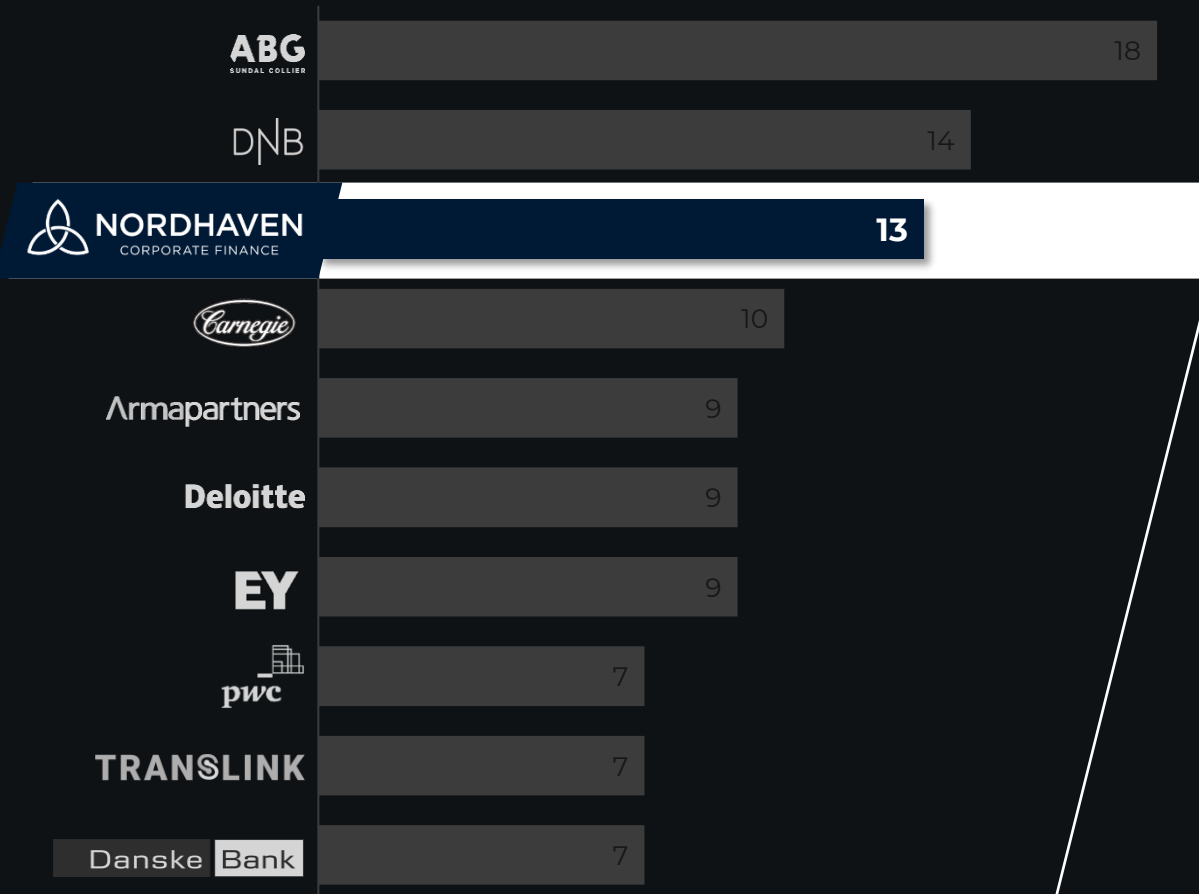 ABG
SUNDAL COLLIER
18
DNB
14
NORDHAVEN
CORPORATE FINANCE
13
Carnegie
10
Armapartners
9
Deloitte
9
EY
9
pwc
7
TRANSLINK
7
Danske Bank
7